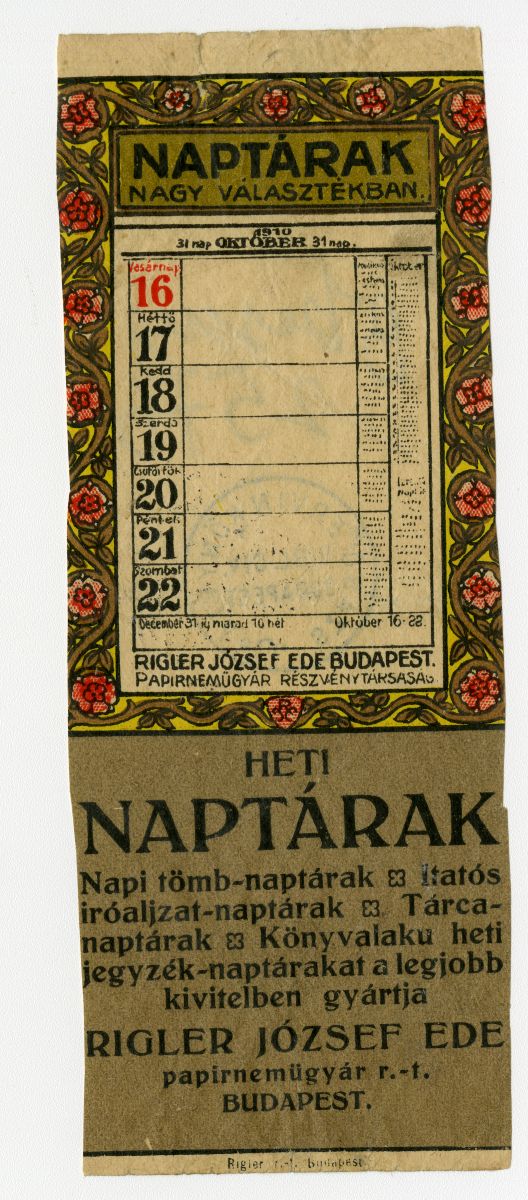 NAPTÁRAK
NAGY VÁLASZTÉKBAN.
1910
31 nap OKTÓBER 31 nap.
Vasárnap
16
Hétfő
17
Kedd
18
Szerda
19
Csütörtök
20
Péntek
21
Szombat
22
December 31 ig marad 10 hét Október 16-22.
RIGLER JÓZSEF EDE BUDAPEST.
PAPIRNEMŰGYÁR RÉSZVÉNYTÁRSASÁG
HETI
NAPTÁRAK
Napi tömb-naptárak Itatós
iróaljzat-naptárak Tárca-
naptárak Könyvalaku heti
jegyzék-naptárakat a legjobb
kivitelben gyártja
RIGLER JÓZSEF EDE
papirneműgyár r.-t.
BUDAPEST.
Rigler r.-t. Budapest.